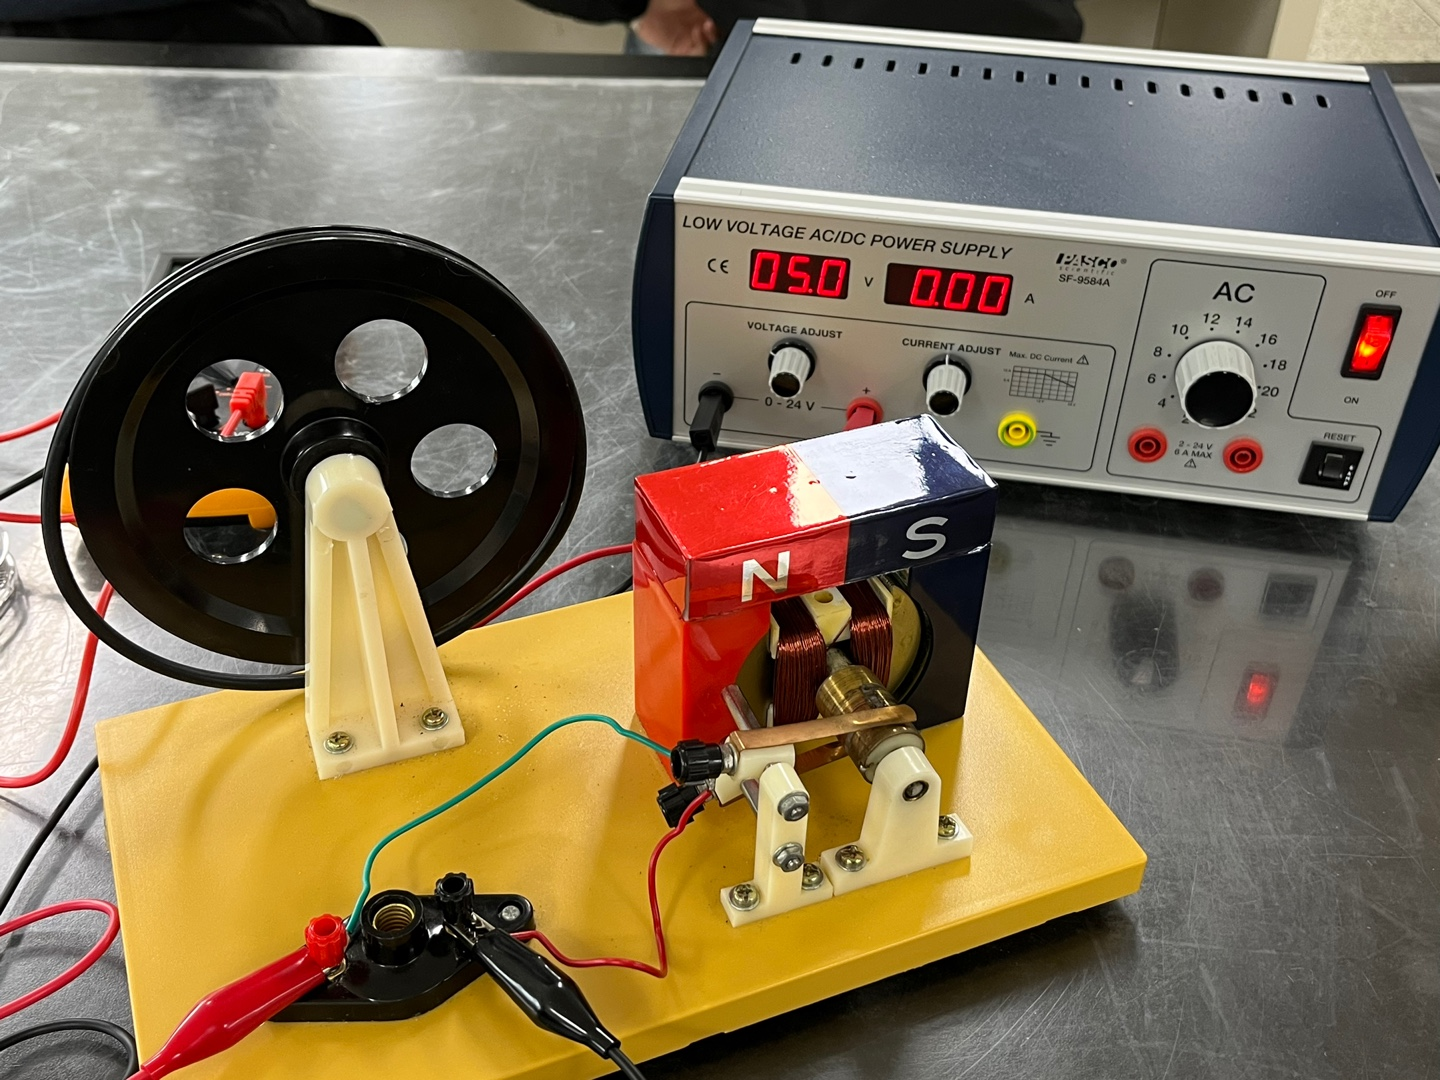 LOW VOLTAGE AC/DC POWER SUPPLY
PASCO®
scientific
SF-9584A
CE
05.0 V
0.00 A
VOLTAGE ADJUST
CURRENT ADJUST
Max. DC Current
- 0 - 24 V +
AC
12 14
10 16
8 18
6 20
4
2 - 24 V
6 A MAX
OFF
ON
RESET
N S